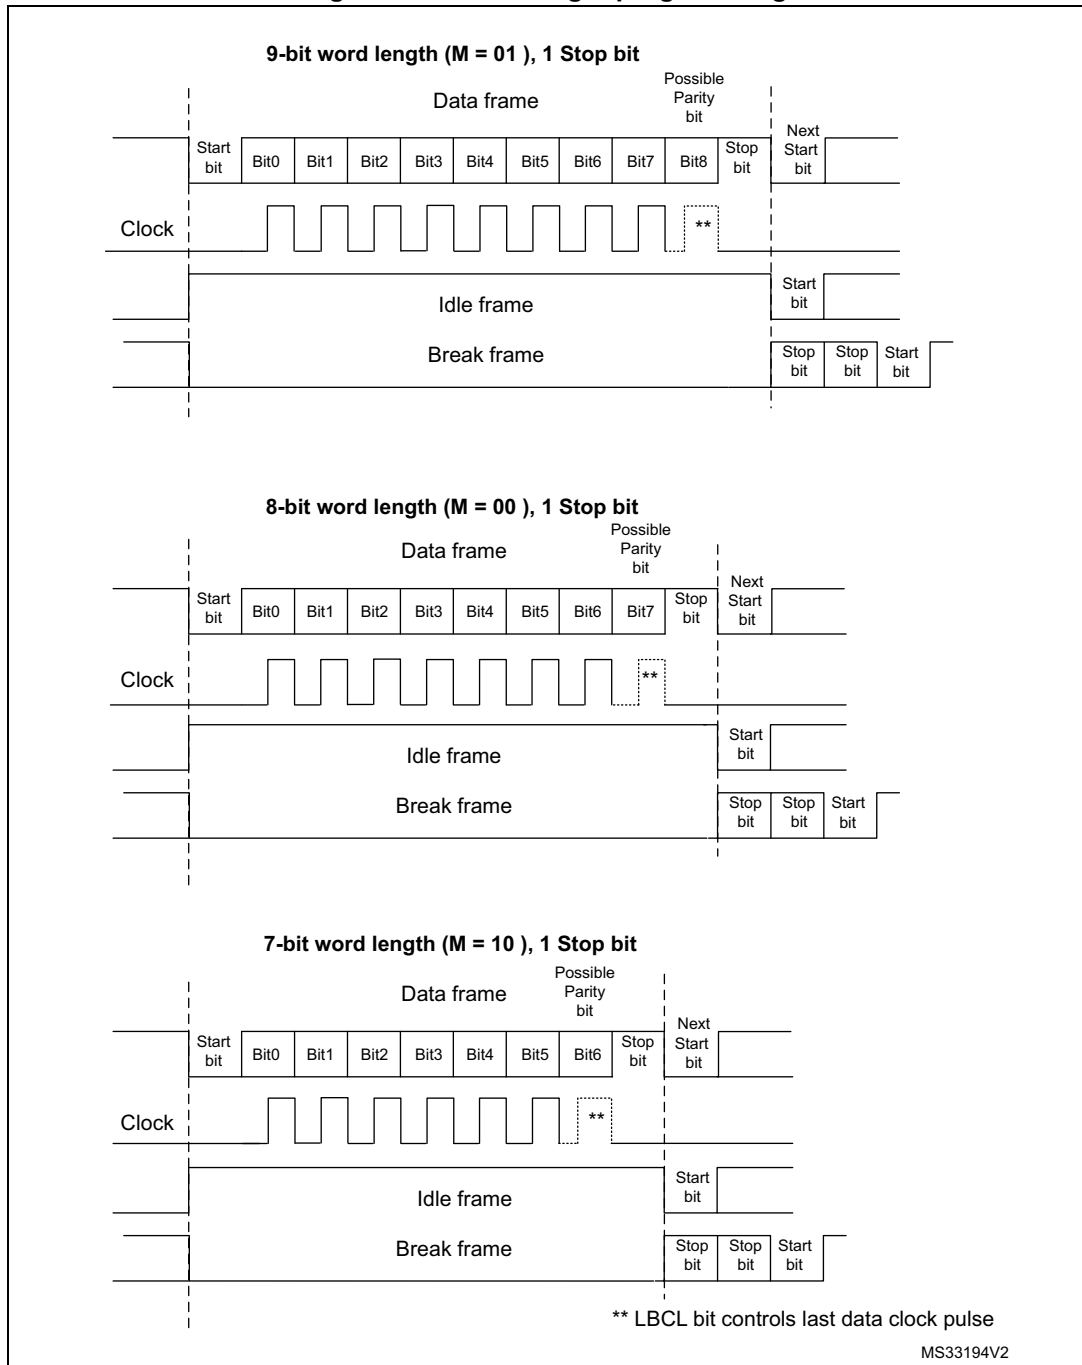 9-bit word length (M = 01 ), 1 Stop bit
Possible
Parity
bit
Data frame
Next
Start
bit
Start
bit
Bit0 Bit1 Bit2 Bit3 Bit4 Bit5 Bit6 Bit7 Bit8
Stop
bit
Clock
**
Idle frame
Start
bit
Break frame
Stop
bit
Stop
bit
Start
bit
8-bit word length (M = 00 ), 1 Stop bit
Possible
Parity
bit
Data frame
Next
Start
bit
Start
bit
Bit0 Bit1 Bit2 Bit3 Bit4 Bit5 Bit6 Bit7
Stop
bit
Clock
**
Idle frame
Start
bit
Break frame
Stop
bit
Stop
bit
Start
bit
7-bit word length (M = 10 ), 1 Stop bit
Possible
Parity
bit
Data frame
Next
Start
bit
Start
bit
Bit0 Bit1 Bit2 Bit3 Bit4 Bit5 Bit6
Stop
bit
Clock
**
Idle frame
Start
bit
Break frame
Stop
bit
Stop
bit
Start
bit
** LBCL bit controls last data clock pulse
MS33194V2